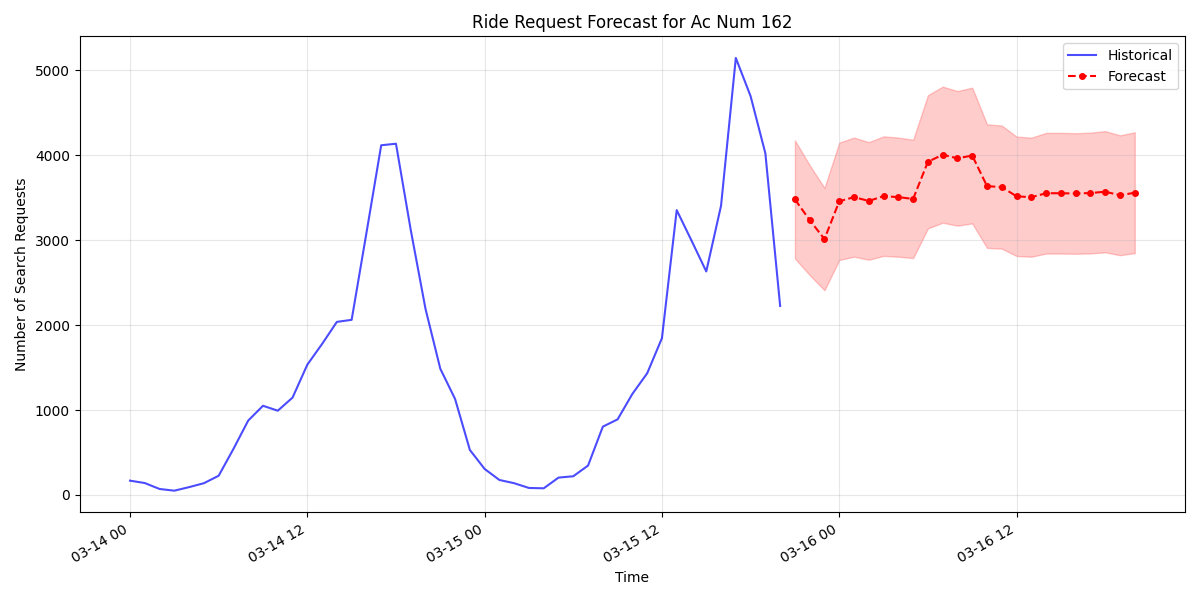 Ride Request Forecast for Ac Num 162
Historical
Forecast
Number of Search Requests
5000
4000
3000
2000
1000
0
03-14 00
03-14 12
03-15 00
03-15 12
03-16 00
03-16 12
Time